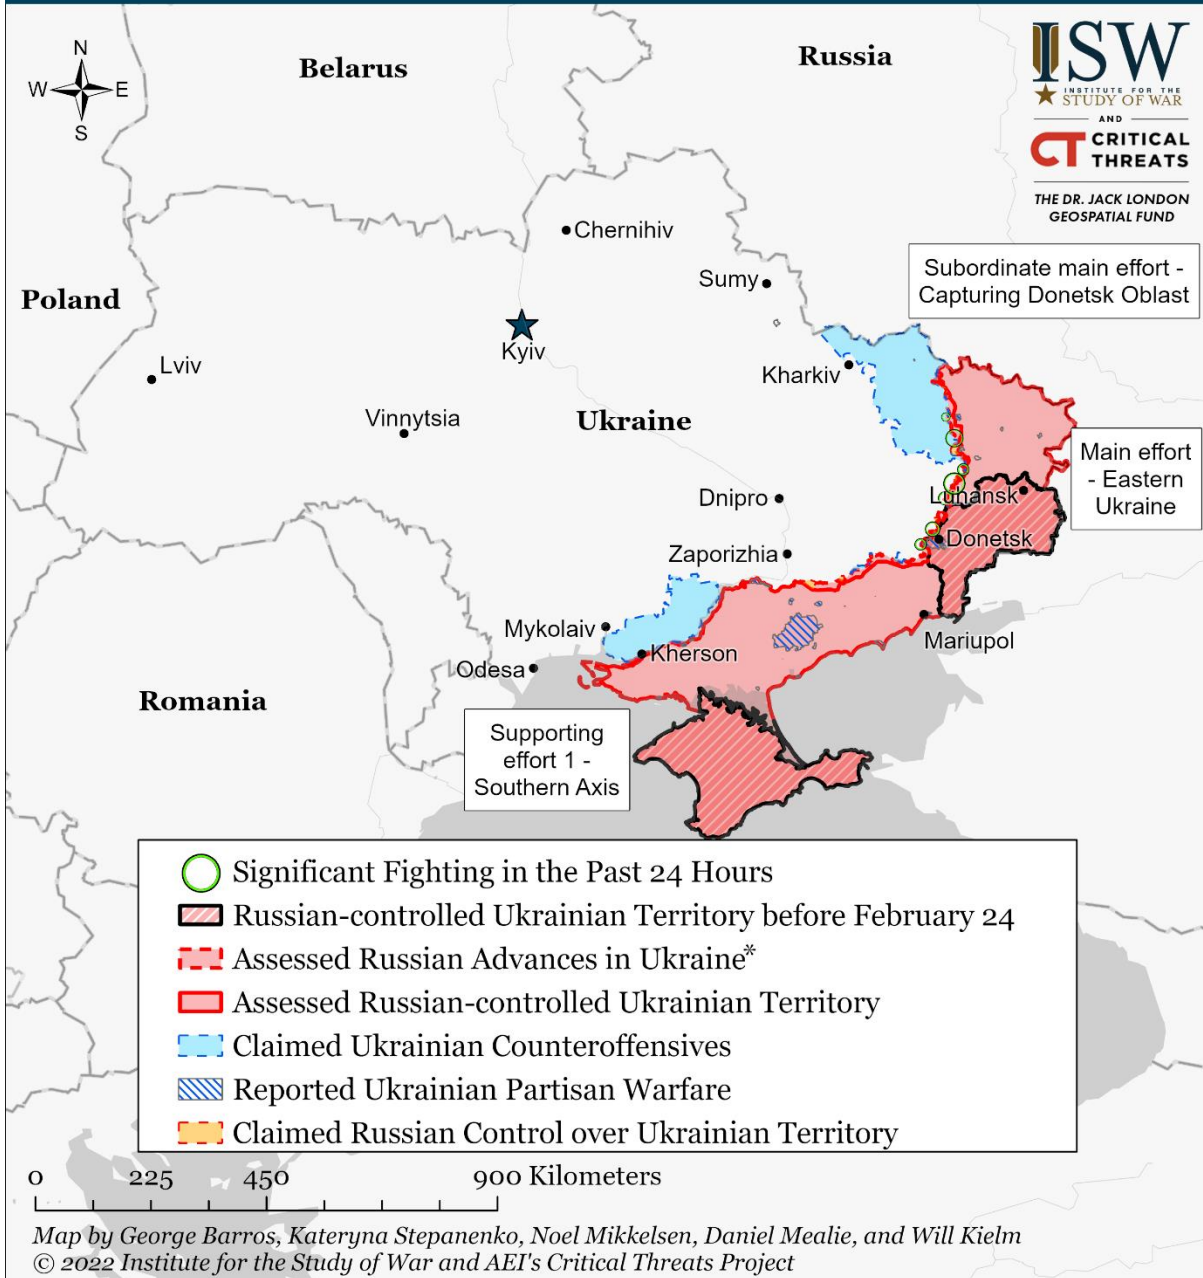 N
W E
S
Belarus
Russia
ISW
INSTITUTE FOR THE
STUDY OF WAR
AND
CT CRITICAL
THREATS
THE DR. JACK LONDON
GEOSPATIAL FUND
Chernihiv
Sumy
Subordinate main effort -
Capturing Donetsk Oblast
Poland
Kyiv
Lviv
Kharkiv
Vinnytsia
Ukraine
Main effort
- Eastern
Ukraine
Dnipro
Luhansk
Donetsk
Zaporizhia
Mykolaiv
Kherson
Mariupol
Odesa
Romania
Supporting
effort 1 -
Southern Axis
Significant Fighting in the Past 24 Hours
Russian-controlled Ukrainian Territory before February 24
Assessed Russian Advances in Ukraine*
Assessed Russian-controlled Ukrainian Territory
Claimed Ukrainian Counteroffensives
Reported Ukrainian Partisan Warfare
Claimed Russian Control over Ukrainian Territory
0 225 450 900 Kilometers
Map by George Barros, Kateryna Stepanenko, Noel Mikkelsen, Daniel Mealie, and Will Kielm
© 2022 Institute for the Study of War and AEI's Critical Threats Project